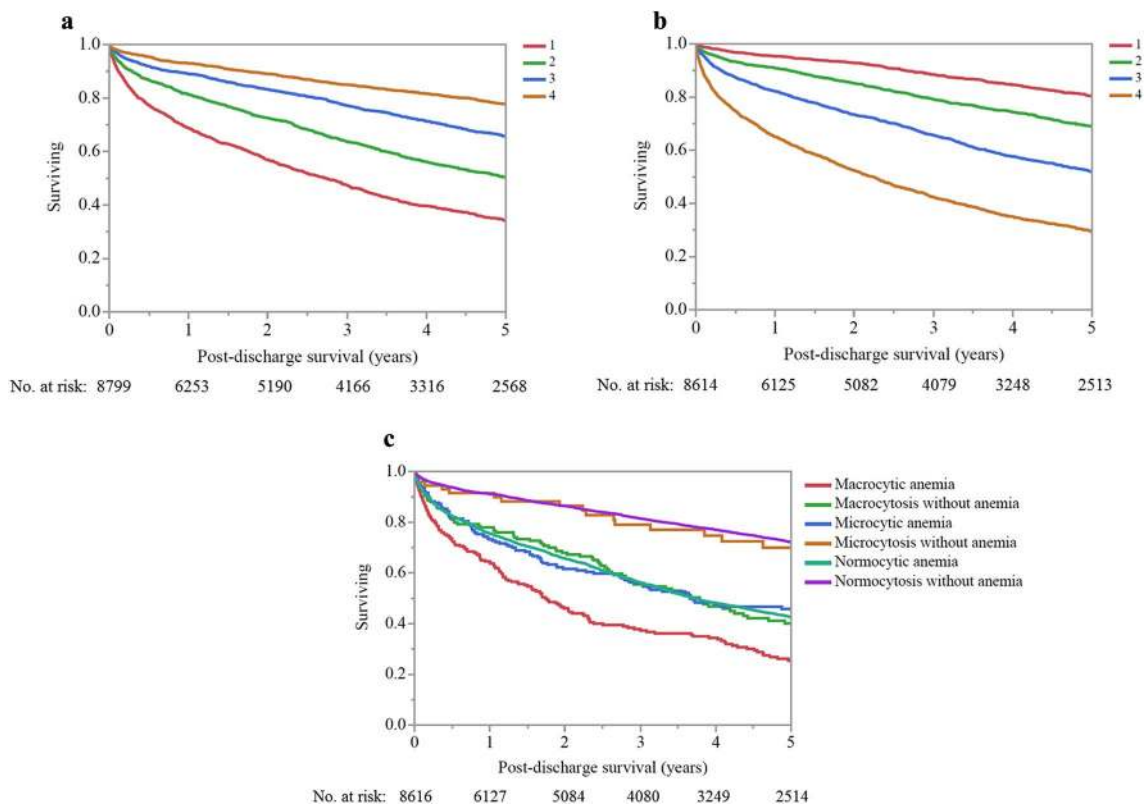 a
1.0
0.8
0.6
0.4
0.2
0.0
Surviving
0 1 2 3 4 5
Post-discharge survival (years)
No. at risk: 8799 6253 5190 4166 3316 2568
1
2
3
4
b
1.0
0.8
0.6
0.4
0.2
0.0
Surviving
0 1 2 3 4 5
Post-discharge survival (years)
No. at risk: 8614 6125 5082 4079 3248 2513
1
2
3
4
c
1.0
0.8
0.6
0.4
0.2
0.0
Surviving
0 1 2 3 4 5
Post-discharge survival (years)
No. at risk: 8616 6127 5084 4080 3249 2514
Macrocytic anemia
Macrocytosis without anemia
Microcytic anemia
Microcytosis without anemia
Normocytic anemia
Normocytosis without anemia